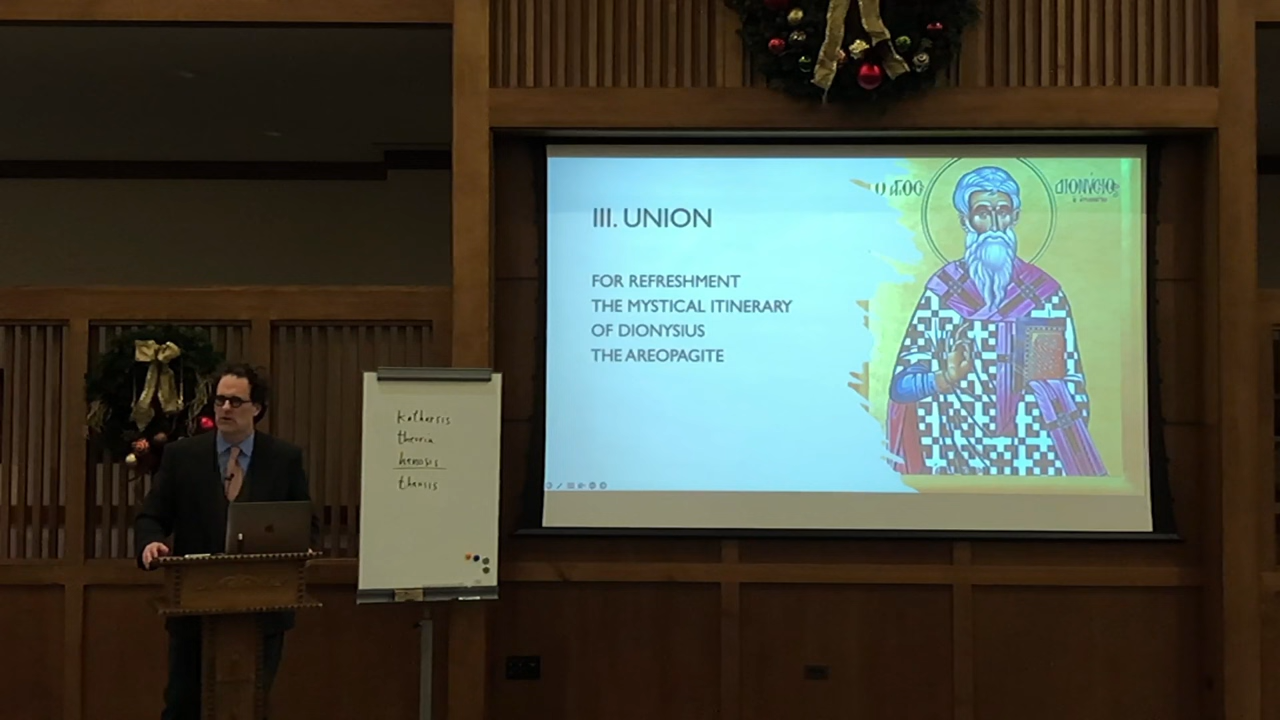 Katharsis
theoria
henosis
theosis
III. UNION
FOR REFRESHMENT
THE MYSTICAL ITINERARY
OF DIONYSIUS
THE AREOPAGITE
Ο ΑΓΙΟΣ
ΔΙΟΝΥΣΙΟΣ